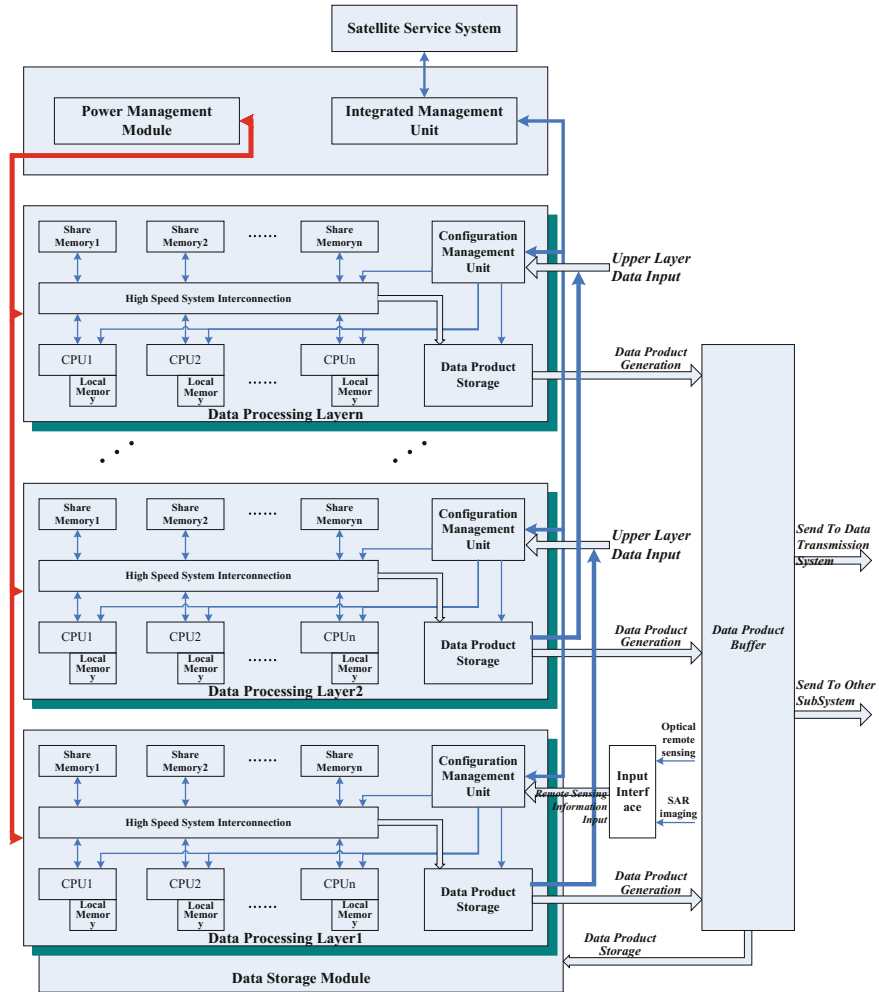 Satellite Service System
Power Management
Module
Integrated Management
Unit
Share
Memory1
Share
Memory2
......
Share
Memoryn
Configuration
Management
Unit
Upper Layer
Data Input
High Speed System Interconnection
CPU1
Local
Memor
y
CPU2
Local
Memor
y
......
CPUn
Local
Memor
y
Data Product
Storage
Data Product
Generation
Data Processing Layern
Share
Memory1
Share
Memory2
......
Share
Memoryn
Configuration
Management
Unit
Upper Layer
Data Input
High Speed System Interconnection
CPU1
Local
Memor
y
CPU2
Local
Memor
y
......
CPUn
Local
Memor
y
Data Product
Storage
Data Product
Generation
Data Processing Layer2
Data Product
Buffer
Send To Data
Transmission
System
Send To Other
SubSystem
Share
Memory1
Share
Memory2
......
Share
Memoryn
Configuration
Management
Unit
Remote Sensing
Information
Input
Input
Interf
ace
Optical
remote
sensing
SAR
imaging
High Speed System Interconnection
CPU1
Local
Memor
y
CPU2
Local
Memor
y
......
CPUn
Local
Memor
y
Data Product
Storage
Data Product
Generation
Data Processing Layer1
Data Product
Storage
Data Storage Module